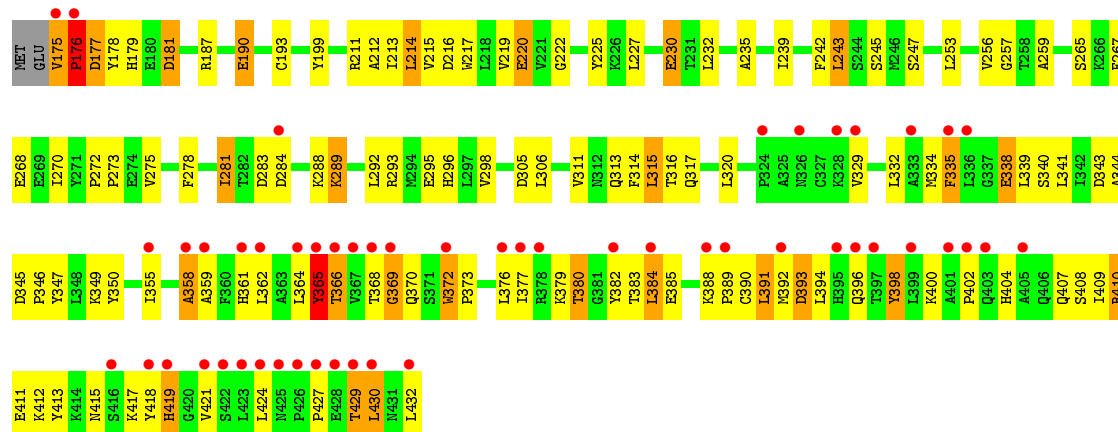 MET GLU V175 P176 D177 Y178 H179 E180 D181 R187 E190 C193 Y199 R211 A212 I213 L214 V215 D216 W217 L218 V219 E220 V221 G222 Y225 K226 L227 E230 T231 L232 A235 I239 F242 L243 S244 S245 M246 S247 L253 V256 G257 T258 A259 S265 K266 F267
E268 E269 I270 Y271 P272 P273 E274 V275 F278 I281 T282 D283 D284 K288 K289 L292 R293 M294 E295 H296 L297 V298 D305 L306 V311 N312 Q313 F314 L315 T316 Q317 L320 P324 A325 N326 C327 K328 V329 L332 A333 M334 F335 L336 G337 E338 L339 S340 L341 I342 D343 A344
D345 P346 Y347 L348 K349 Y350 I355 A358 A359 F360 H361 L362 A363 L364 Y365 T366 V367 T368 G369 Q370 S371 W372 P373 L376 I377 R378 K379 T380 G381 Y382 T383 L384 E385 K388 P389 C390 L391 M392 D393 L394 H395 Q396 T397 Y398 L399 K400 A401 P402 Q403 H404 A405 Q406 Q407 S408 I409 R410
E411 K412 Y413 K414 N415 S416 K417 Y418 H419 G420 V421 S422 L423 L424 N425 P426 P427 E428 T429 L430 N431 L432